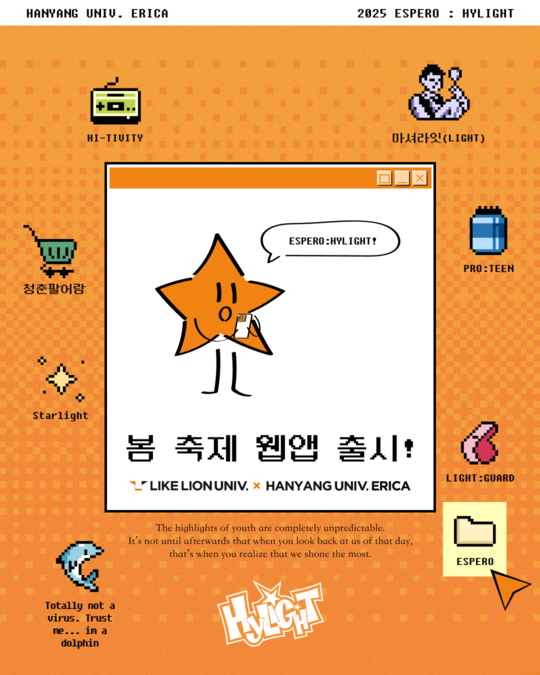 HANYANG UNIV. ERICA
2025 ESPERO : HYLIGHT
HI-TIVITY
마셔라잇(LIGHT)
ESPERO:HYLIGHT!
PRO:TEEN
청춘팔어람
Starlight
봄 축제 웹앱 출시!
LIKE LION UNIV. × HANYANG UNIV. ERICA
LIGHT:GUARD
The highlights of youth are completely unpredictable.
It's not until afterwards that when you look back at us of that day,
that's when you realize that we shone the most.
ESPERO
Totally not a
virus. Trust
me... im a
dolphin
HyLIGHT